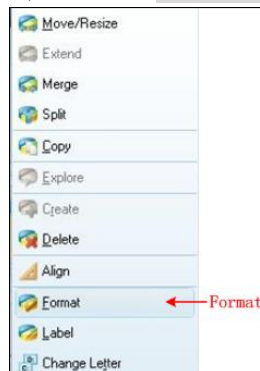 Move/Resize
Extend
Merge
Split
Copy
Explore
Create
Delete
Align
Format ← Format
Label
Change Letter